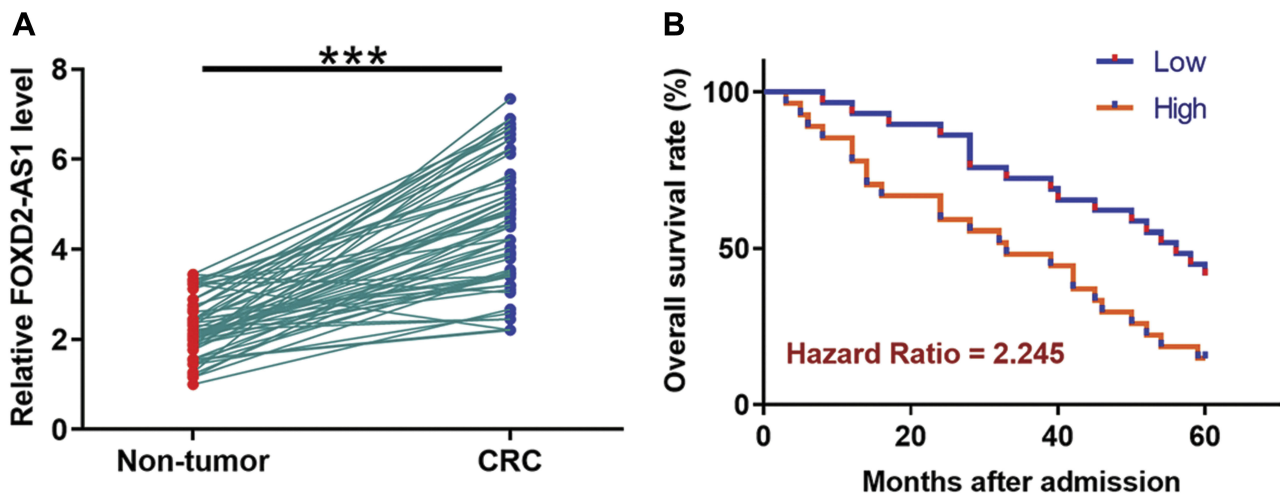 A
Relative FOXD2-AS1 level
8
6
4
2
0
***
Non-tumor
CRC
B
Overall survival rate (%)
100
50
0
Low
High
Hazard Ratio = 2.245
0
20
40
60
Months after admission